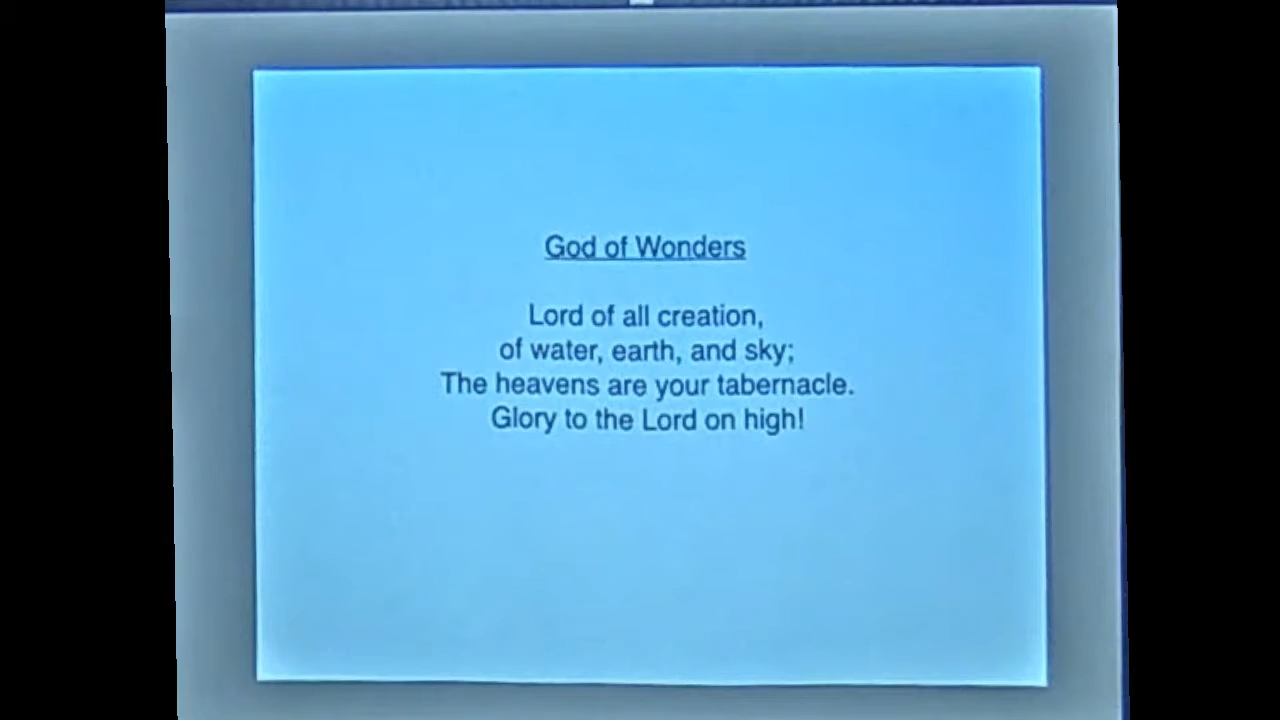 God of Wonders
Lord of all creation,
of water, earth, and sky;
The heavens are your tabernacle.
Glory to the Lord on high!